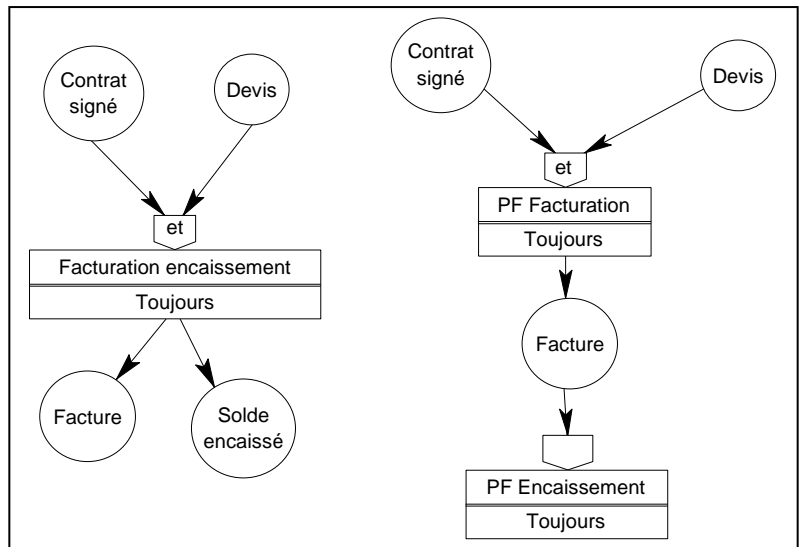 Contrat
signé
Devis
et
Facturation encaissement
Toujours
Facture
Solde
encaissé
Contrat
signé
Devis
et
PF Facturation
Toujours
Facture
PF Encaissement
Toujours